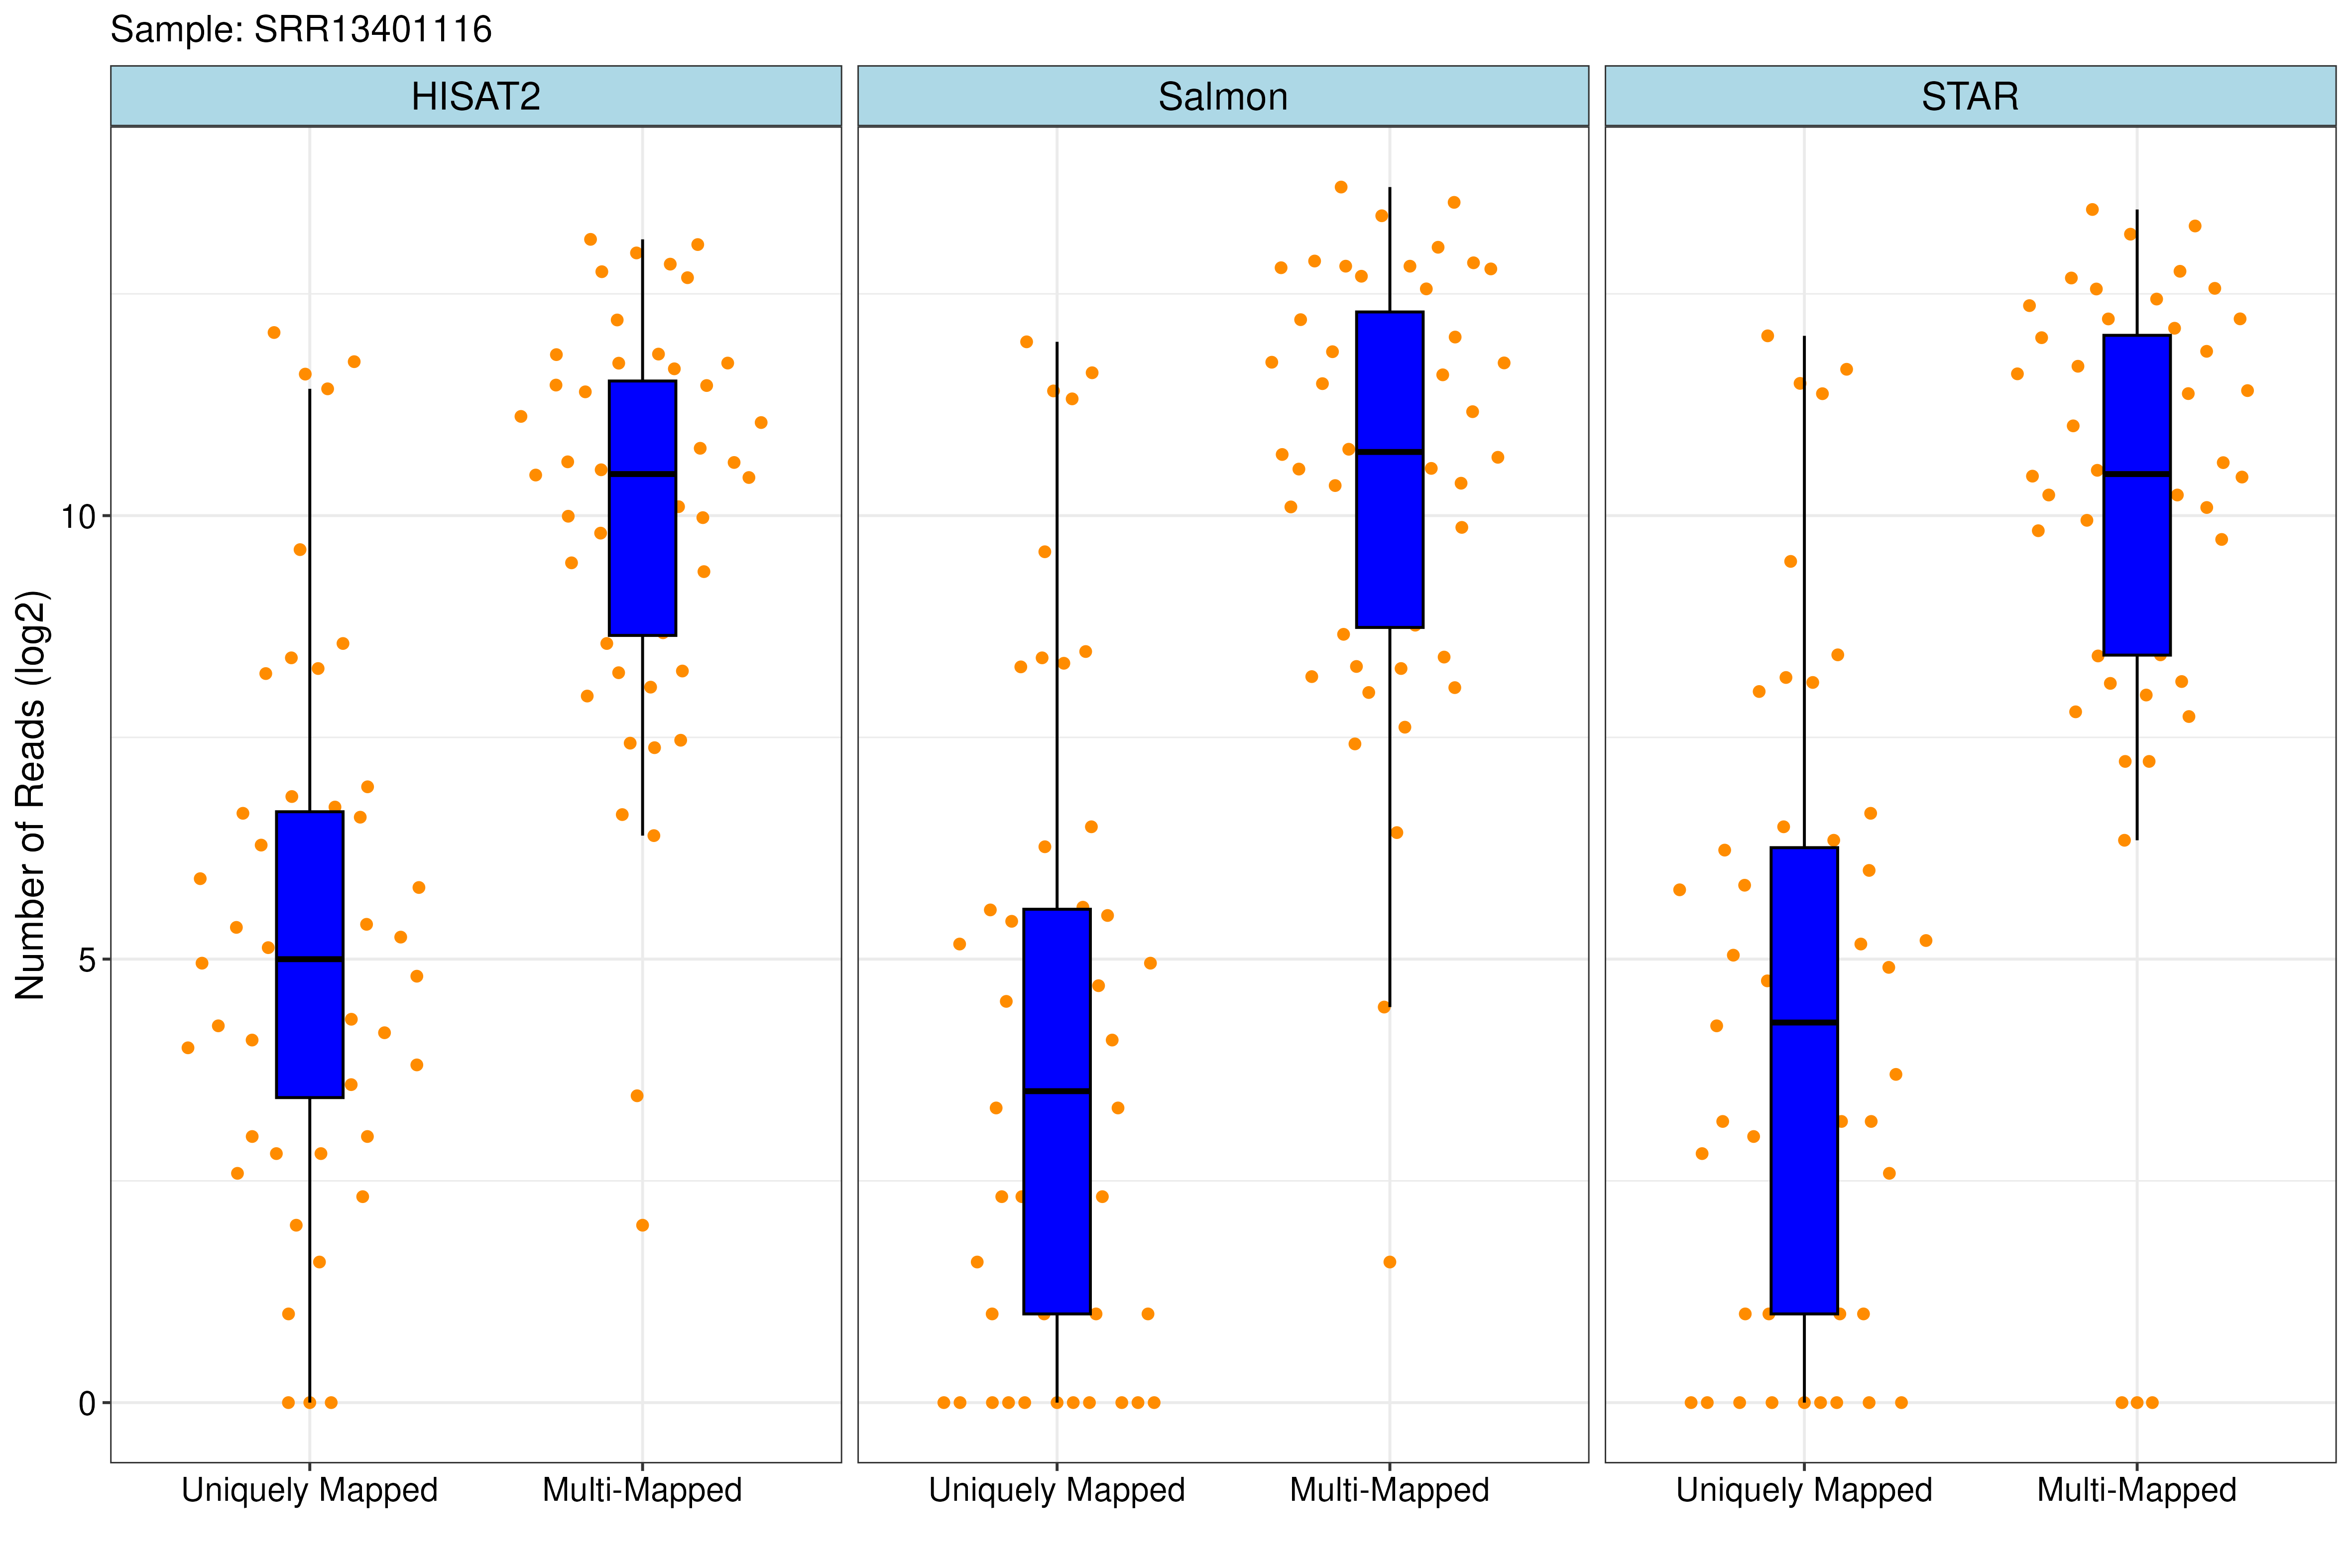 Sample: SRR13401116
HISAT2
Salmon
STAR
Number of Reads (log2)
10
5
0
Uniquely Mapped
Multi-Mapped
Uniquely Mapped
Multi-Mapped
Uniquely Mapped
Multi-Mapped